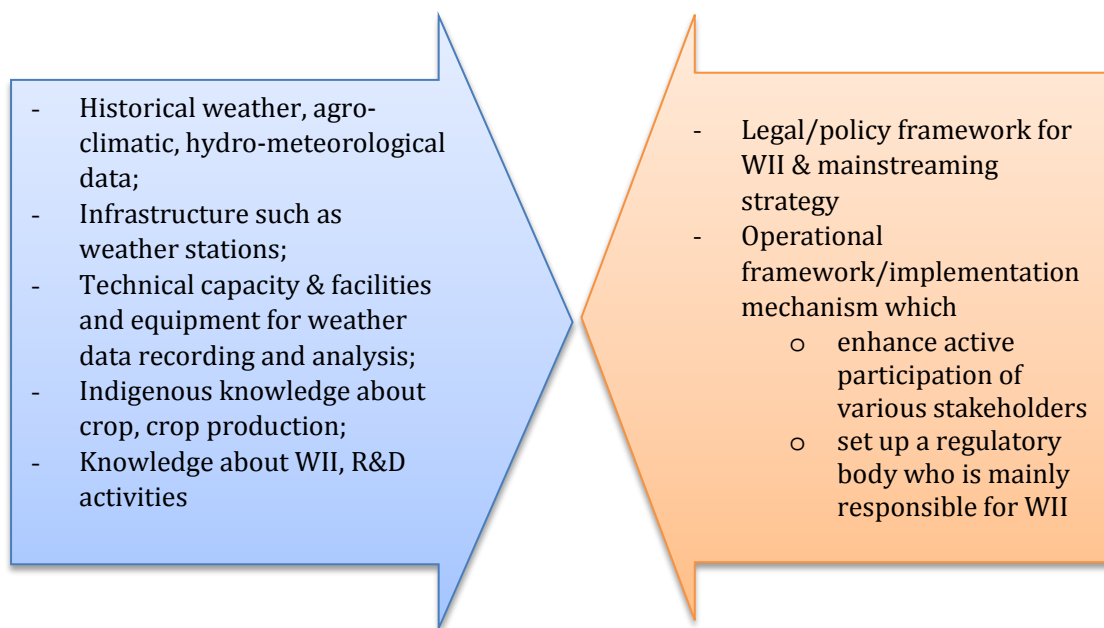 - Historical weather, agro-
climatic, hydro-meteorological
data;
- Infrastructure such as
weather stations;
- Technical capacity & facilities
and equipment for weather
data recording and analysis;
- Indigenous knowledge about
crop, crop production;
- Knowledge about WII, R&D
activities
- Legal/policy framework for
WII & mainstreaming
strategy
- Operational
framework/implementation
mechanism which
o enhance active
participation of
various stakeholders
o set up a regulatory
body who is mainly
responsible for WII